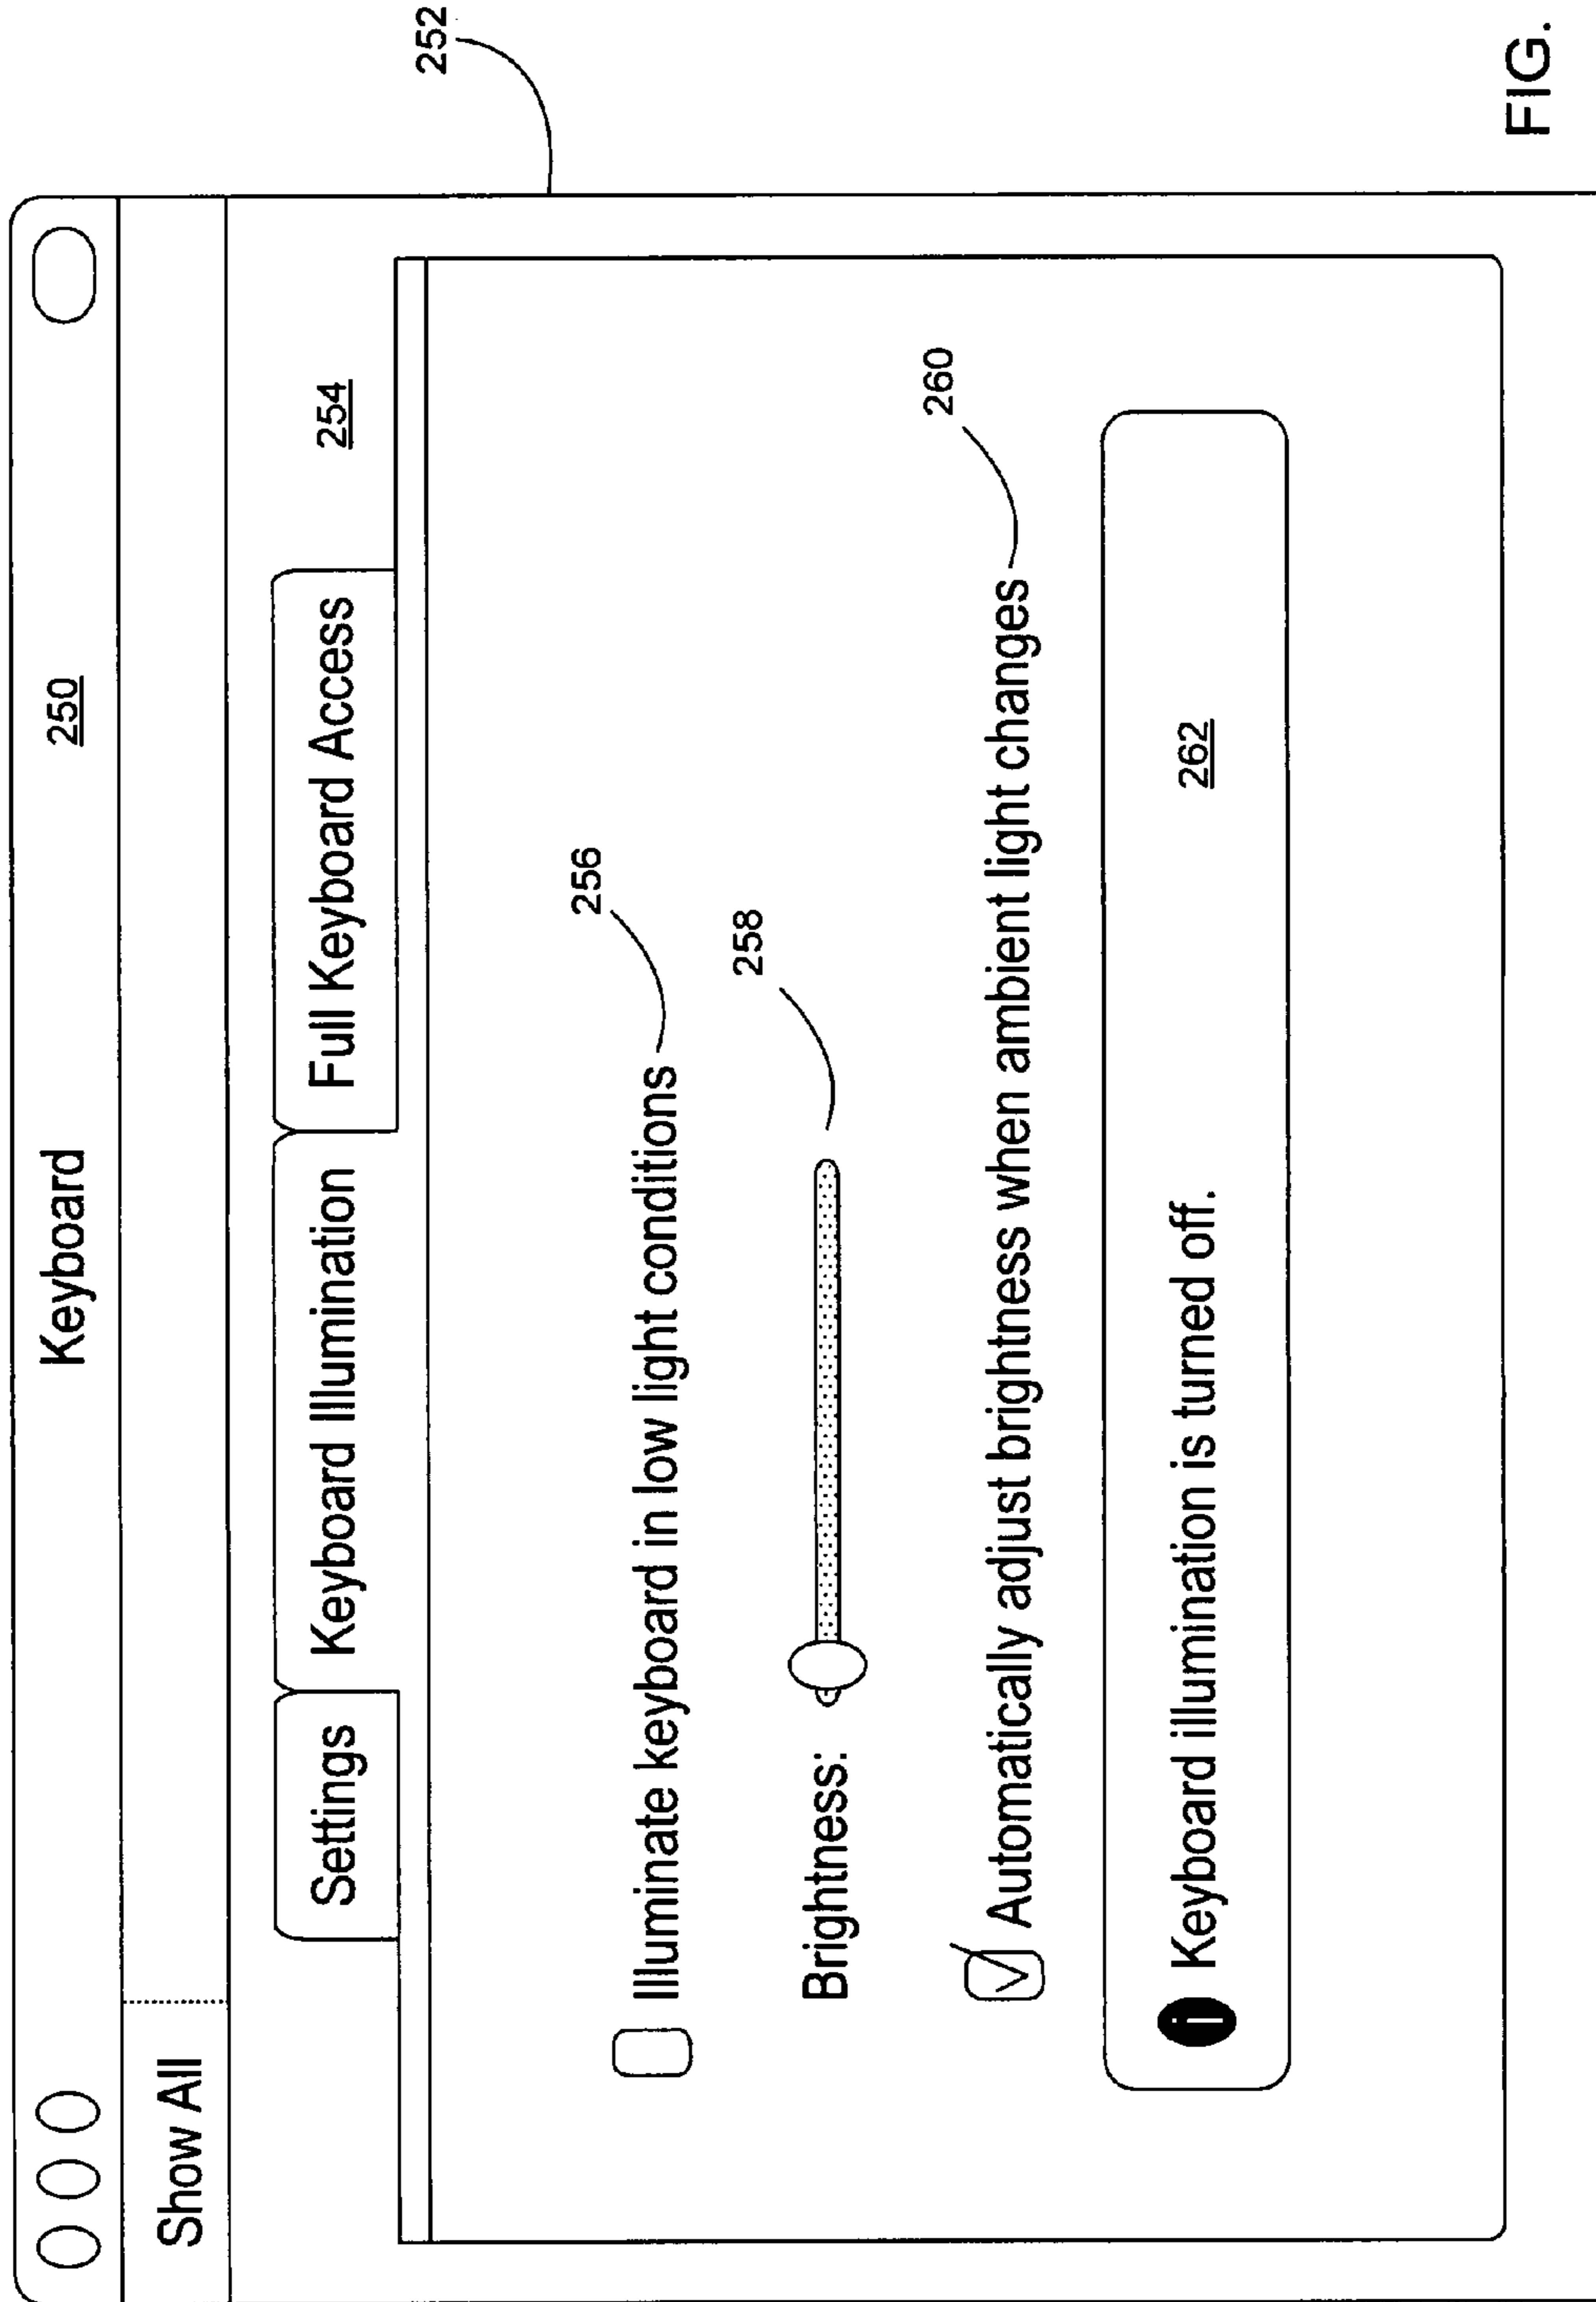 Keyboard 250
252
Show All
Settings Keyboard Illumination Full Keyboard Access 254
256
Illuminate keyboard in low light conditions
258
Brightness:
260
Automatically adjust brightness when ambient light changes
i Keyboard illumination is turned off. 262
FIG.